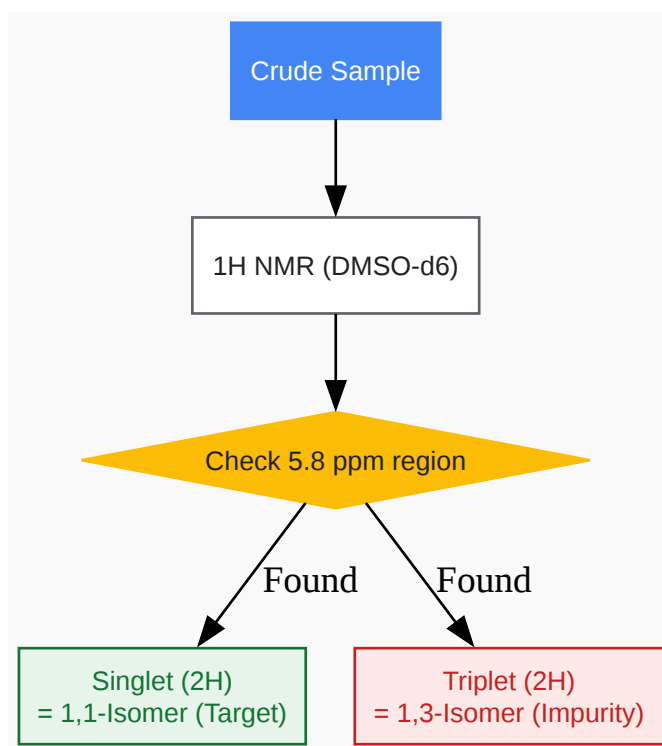 Crude Sample
1H NMR (DMSO-d6)
Check 5.8 ppm region
Found
Found
Singlet (2H)
= 1,1-Isomer (Target)
Triplet (2H)
= 1,3-Isomer (Impurity)